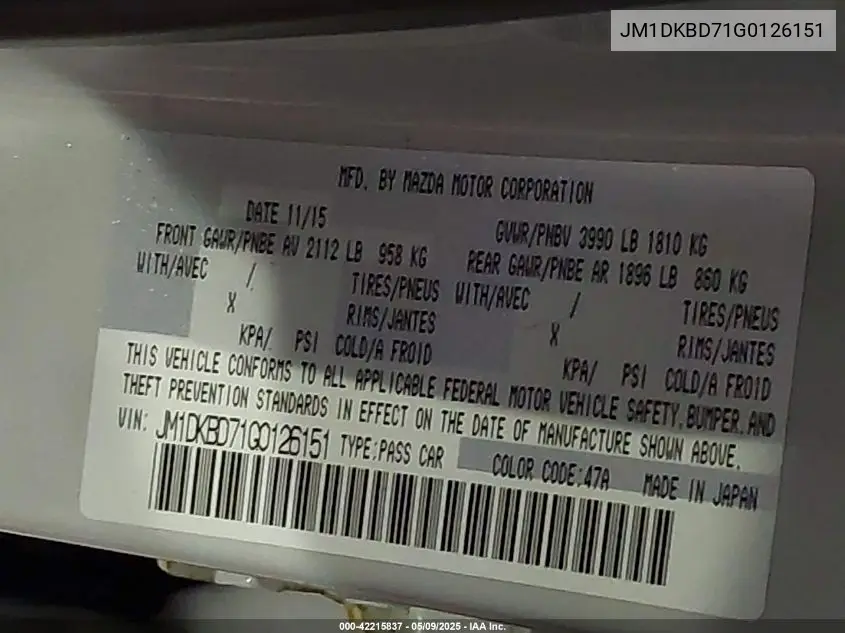 JM1DKBD71G0126151
MFD. BY MAZDA MOTOR CORPORATION
DATE 11/15
GVWR/PNBV 3990 LB 1810 KG
FRONT GAWR/PNBE AV 2112 LB 958 KG
REAR GAWR/PNBE AR 1896 LB 860 KG
WITH/AVEC / TIRES/PNEUS
WITH/AVEC / TIRES/PNEUS
X RIMS/JANTES
X RIMS/JANTES
KPA/ PSI COLD/A FROID
KPA/ PSI COLD/A FROID
THIS VEHICLE CONFORMS TO ALL APPLICABLE FEDERAL MOTOR VEHICLE SAFETY,BUMPER,AND
THEFT PREVENTION STANDARDS IN EFFECT ON THE DATE OF MANUFACTURE SHOWN ABOVE.
VIN: JM1DKBD71G0126151 TYPE:PASS CAR
COLOR CODE:47A MADE IN JAPAN
000-42215837 - 05/09/2025 - IAA Inc.